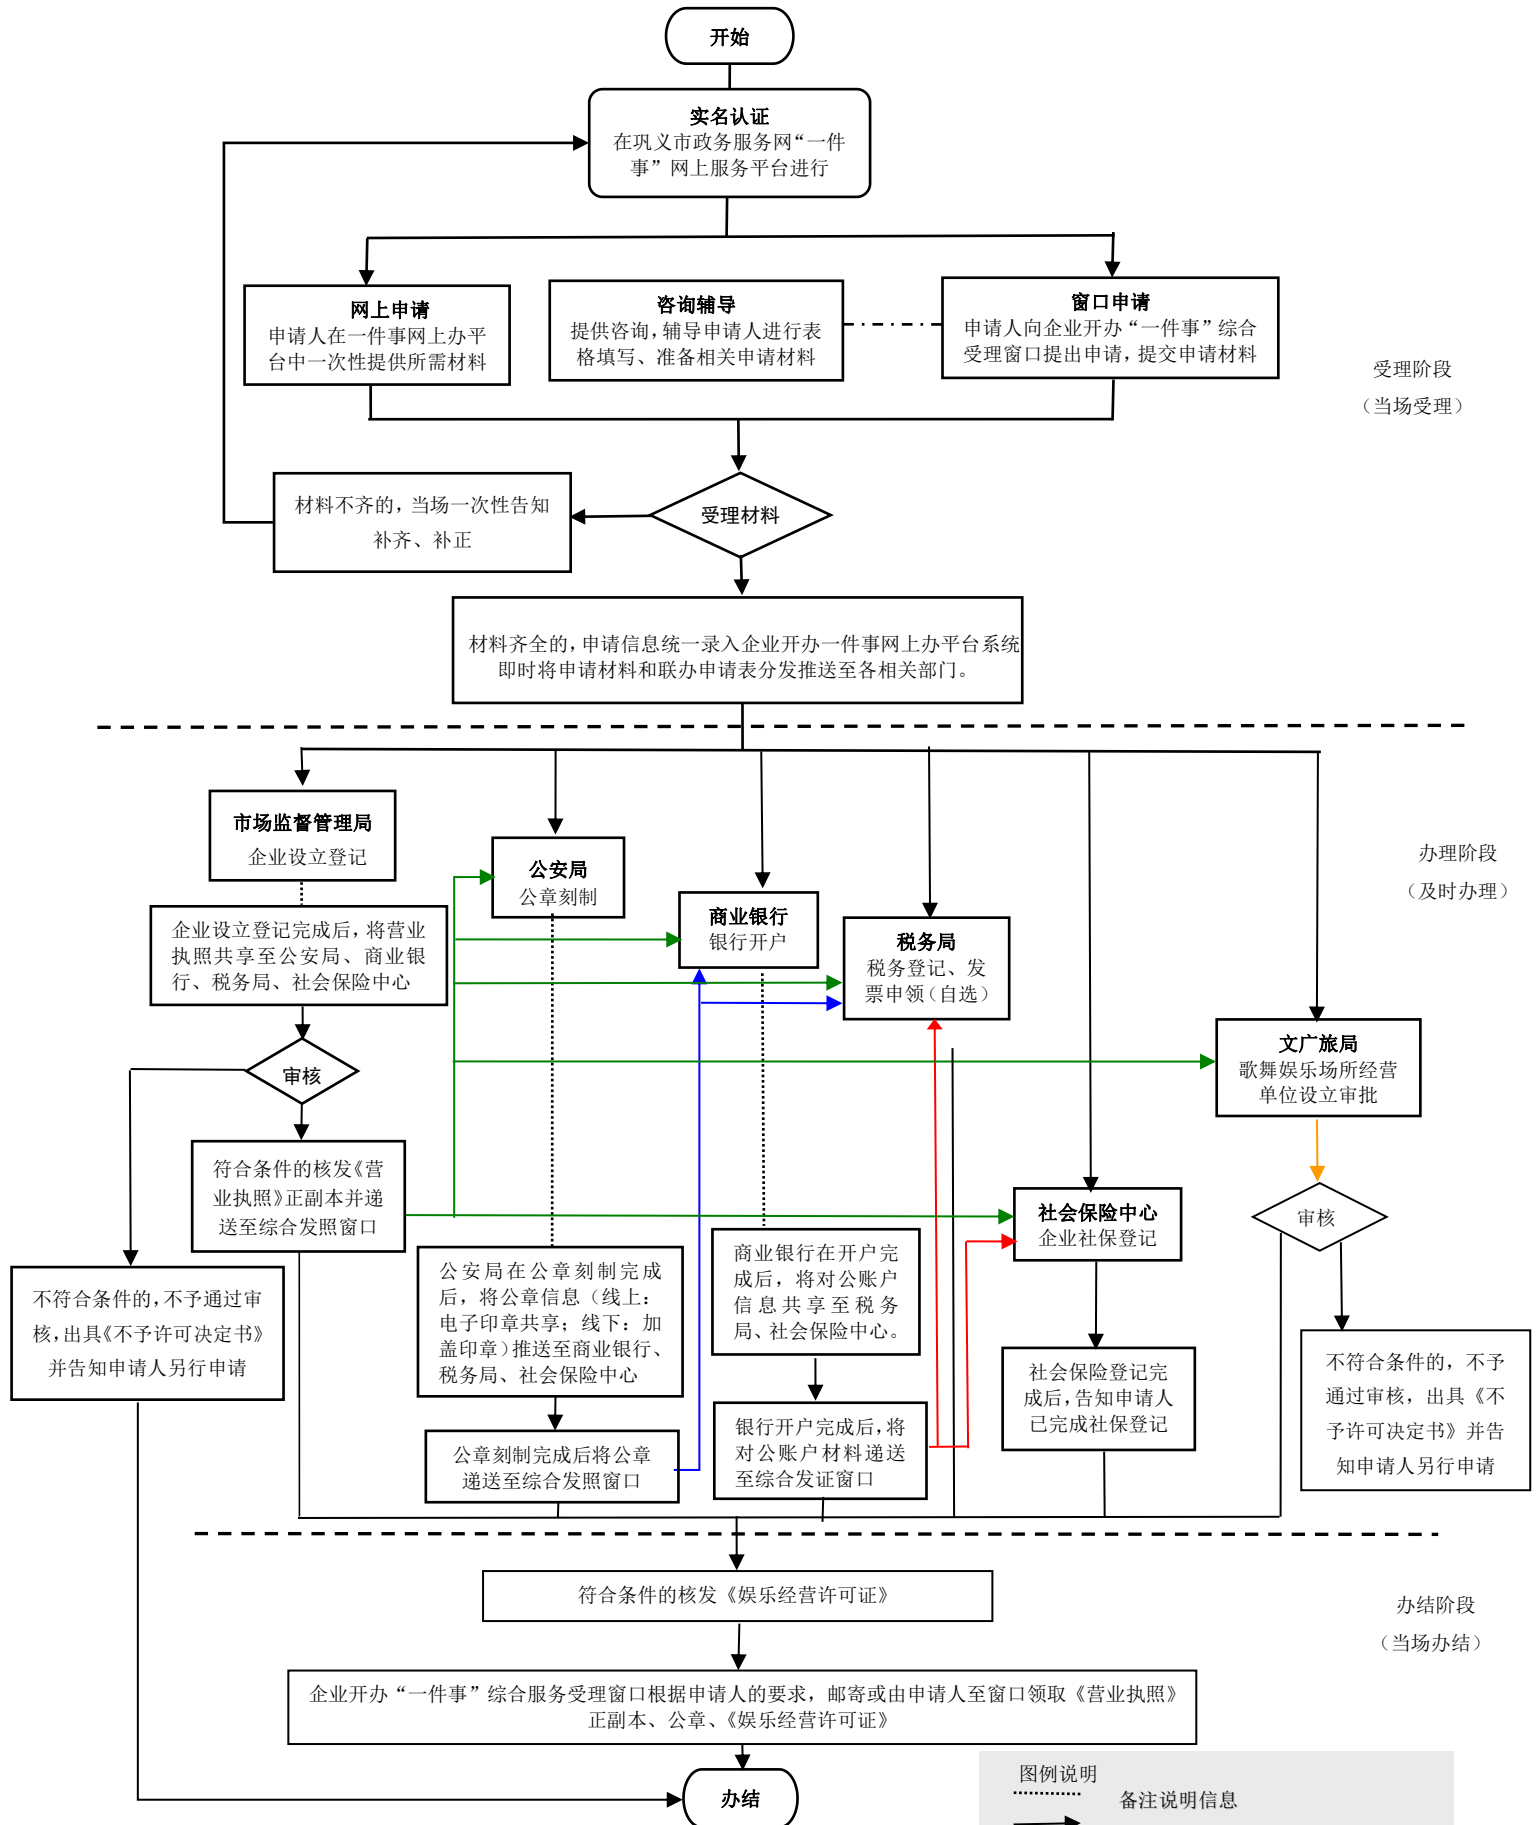 开始
实名认证
在巩义市政务服务网“一件
事”网上服务平台进行
网上申请
申请人在一件事网上办平
台中一次性提供所需材料
咨询辅导
提供咨询，辅导申请人进行表
格填写、准备相关申请材料
窗口申请
申请人向企业开办“一件事”综合
受理窗口提出申请，提交申请材料
受理阶段
（当场受理）
材料不齐的，当场一次性告知
补齐、补正
受理材料
材料齐全的，申请信息统一录入企业开办一件事网上办平台系统
即时将申请材料和联办申请表分发推送至各相关部门。
市场监督管理局
企业设立登记
公安局
公章刻制
商业银行
银行开户
税务局
税务登记、发
票申领（自选）
办理阶段
（及时办理）
企业设立登记完成后，将营业
执照共享至公安局、商业银
行、税务局、社会保险中心
文广旅局
歌舞娱乐场所经营
单位设立审批
审核
符合条件的核发《营
业执照》正副本并递
送至综合发照窗口
社会保险中心
企业社保登记
审核
不符合条件的，不予通过审
核，出具《不予许可决定书》
并告知申请人另行申请
公安局在公章刻制完成
后，将公章信息（线上：
电子印章共享；线下：加
盖印章）推送至商业银行、
税务局、社会保险中心
商业银行在开户完
成后，将对公账户
信息共享至税务
局、社会保险中心。
社会保险登记完
成后，告知申请人
已完成社保登记
不符合条件的，不予
通过审核，出具《不
予许可决定书》并告
知申请人另行申请
公章刻制完成后将公章
递送至综合发照窗口
银行开户完成后，将
对公账户材料递送
至综合发证窗口
符合条件的核发《娱乐经营许可证》
办结阶段
（当场办结）
企业开办“一件事”综合服务受理窗口根据申请人的要求，邮寄或由申请人至窗口领取《营业执照》
正副本、公章、《娱乐经营许可证》
办结
图例说明
备注说明信息